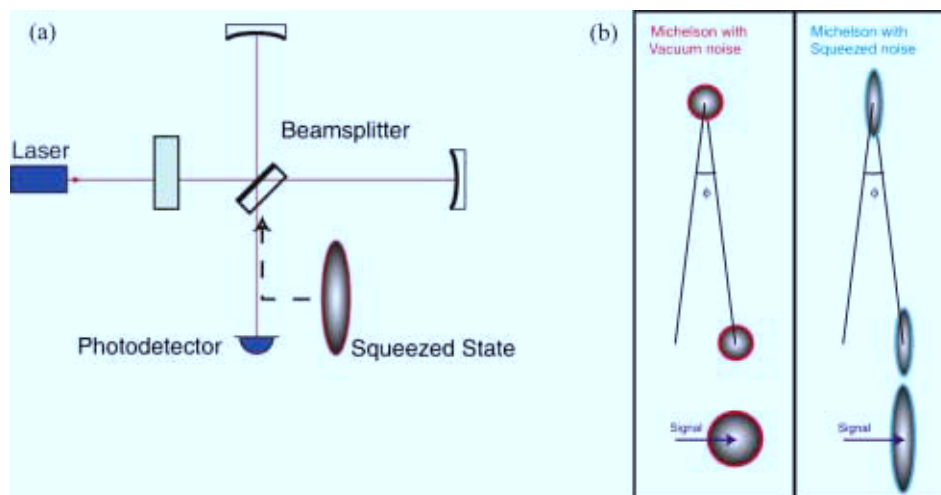 (a)
Laser
Beamsplitter
Photodetector
Squeezed State
(b)
Michelson with
Vacuum noise
Φ
Signal
Michelson with
Squeezed noise
Φ
Signal